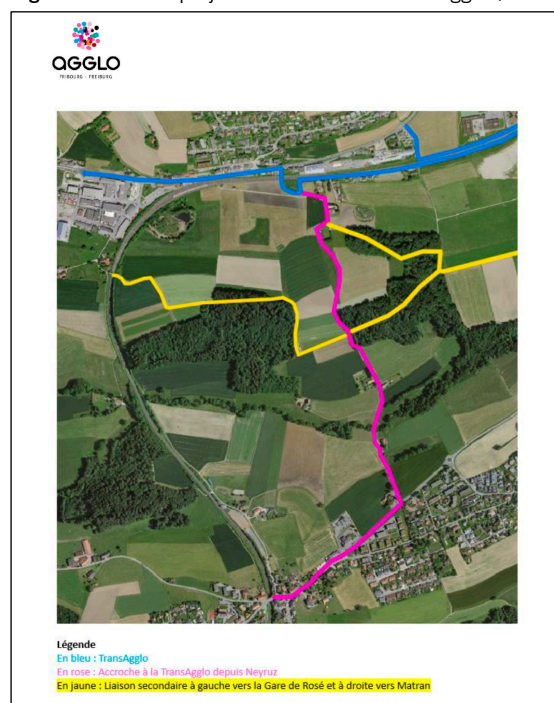 AGGLO
FRIBOURG - FREIBURG
Légende
En bleu : TransAgglo
En rose : Accroche à la TransAgglo depuis Neyruz
En jaune : Liaison secondaire à gauche vers la Gare de Rosé et à droite vers Matran